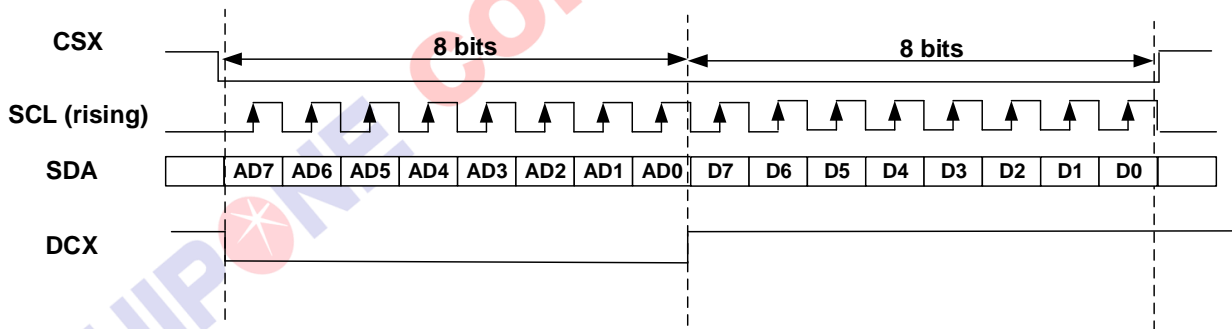 CSX
8 bits
8 bits
SCL (rising)
SDA
AD7 AD6 AD5 AD4 AD3 AD2 AD1 AD0 D7 D6 D5 D4 D3 D2 D1 D0
DCX